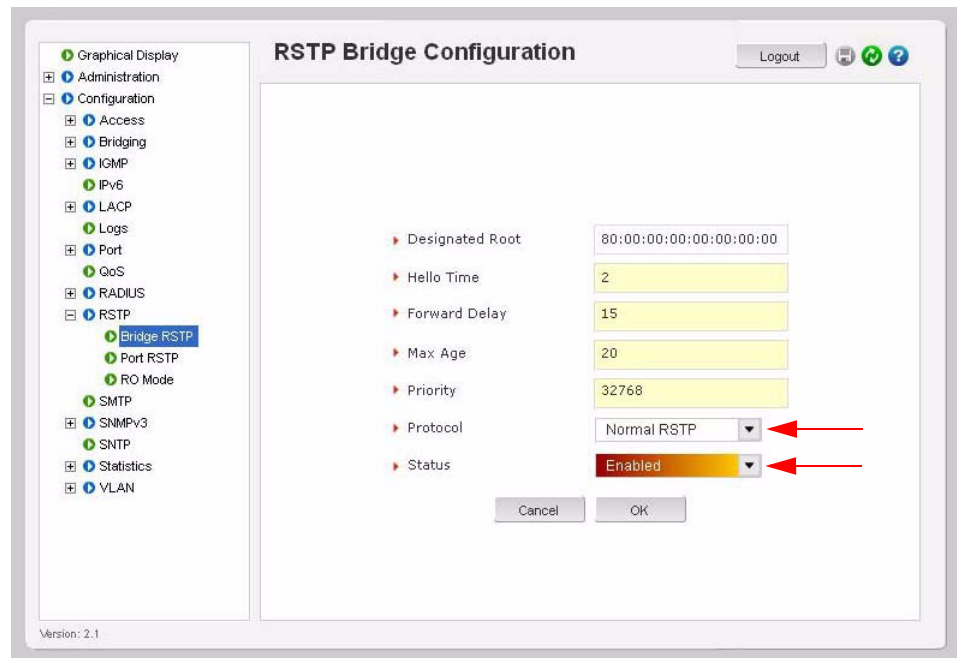 RSTP Bridge Configuration
Logout
Graphical Display
Administration
Configuration
Access
Bridging
IGMP
IPv6
LACP
Logs
Port
QoS
RADIUS
RSTP
Bridge RSTP
Port RSTP
RO Mode
SMTP
SNMPv3
SNTP
Statistics
VLAN
Designated Root 80:00:00:00:00:00:00:00
Hello Time 2
Forward Delay 15
Max Age 20
Priority 32768
Protocol Normal RSTP
Status Enabled
Cancel OK
Version: 2.1